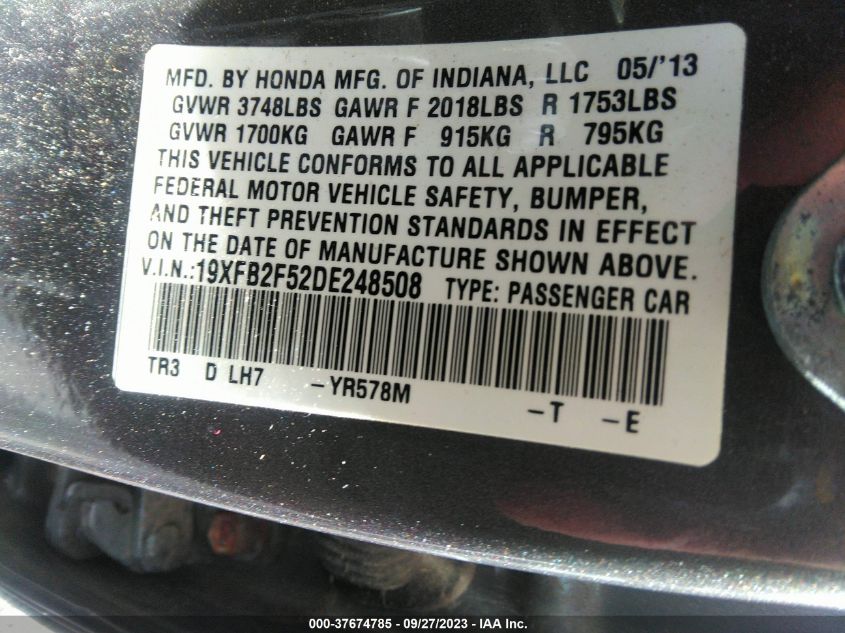 MFD. BY HONDA MFG. OF INDIANA, LLC 05/'13
GVWR 3748LBS GAWR F 2018LBS R 1753LBS
GVWR 1700KG GAWR F 915KG R 795KG
THIS VEHICLE CONFORMS TO ALL APPLICABLE
FEDERAL MOTOR VEHICLE SAFETY, BUMPER,
AND THEFT PREVENTION STANDARDS IN EFFECT
ON THE DATE OF MANUFACTURE SHOWN ABOVE.
V.I.N.:19XFB2F52DE248508 TYPE: PASSENGER CAR
TR3 D LH7 -YR578M -T -E
000-37674785 - 09/27/2023 - IAA Inc.